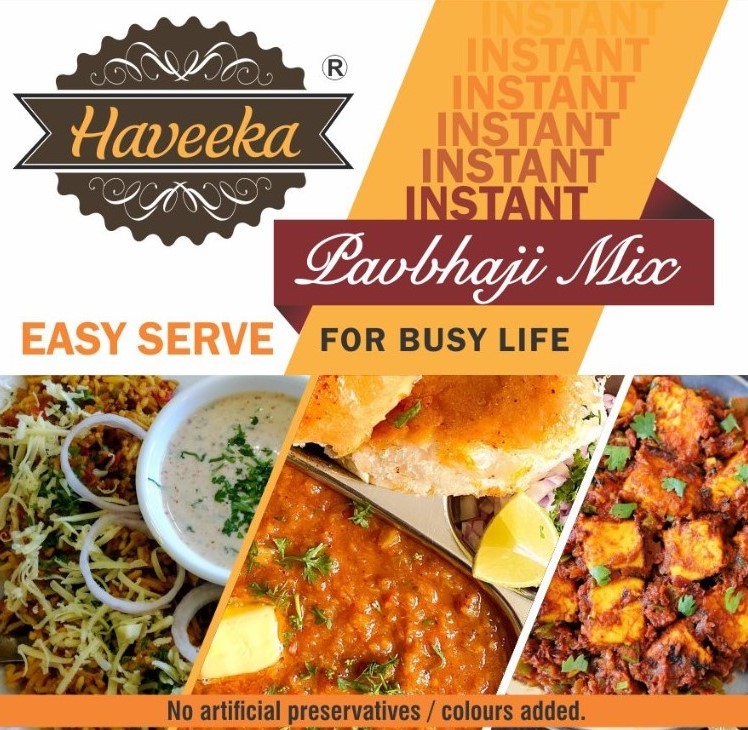 Haveeka
®
INSTANT
INSTANT
INSTANT
INSTANT
INSTANT
INSTANT
Pavbhaji Mix
EASY SERVE
FOR BUSY LIFE
No artificial preservatives / colours added.